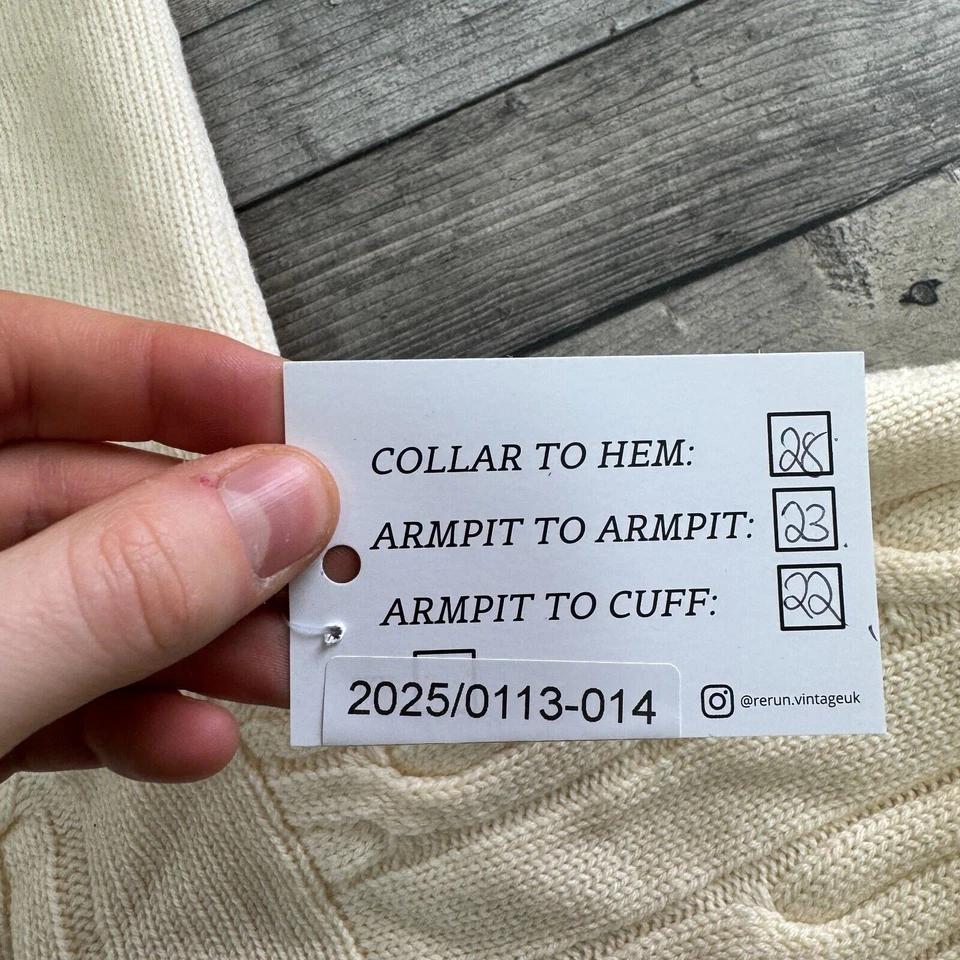 COLLAR TO HEM: 28
ARMPIT TO ARMPIT: 23
ARMPIT TO CUFF: 22
2025/0113-014
@rerun.vintageuk